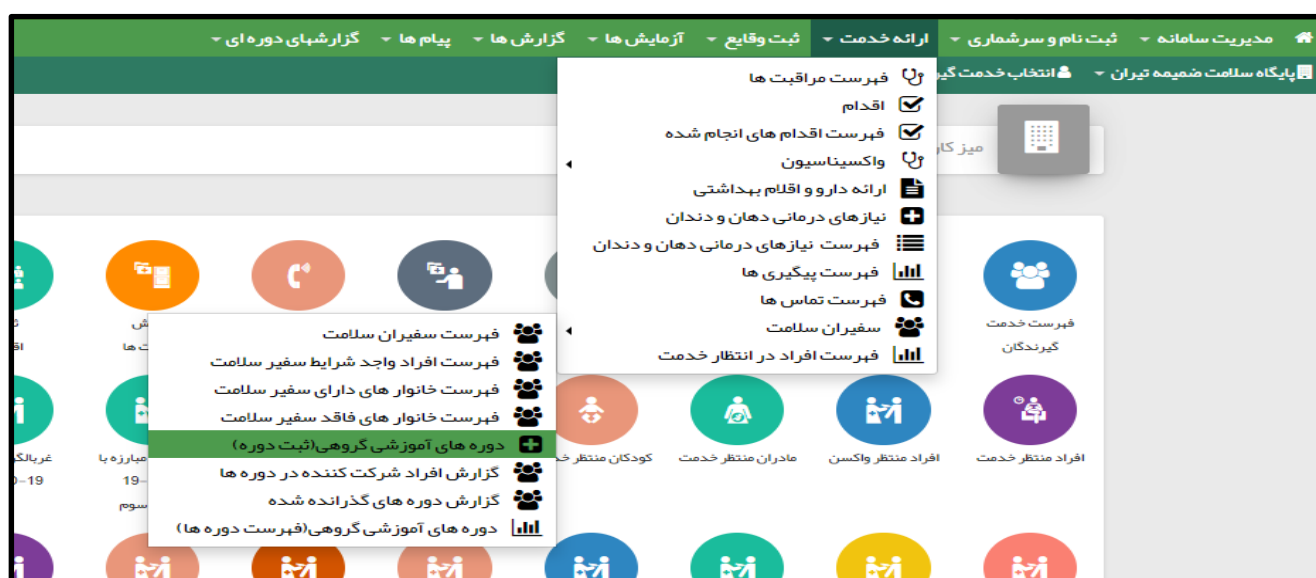 مدیریت سامانه ثبت نام و سرشماری ارائه خدمت ثبت وقایع آزمایش ها گزارش ها پیام ها گزارشهای دوره ای
پایگاه سلامت ضمیمه تیران انتخاب خدمت
میز
فهرست مراقبت ها
اقدام
فهرست اقدام های انجام شده
واکسیناسیون
ارائه دارو و اقلام بهداشتی
نیازهای درمانی دهان و دندان
فهرست نیازهای درمانی دهان و دندان
فهرست پیگیری ها
فهرست تماس ها
سفیران سلامت
فهرست افراد در انتظار خدمت
فهرست سفیران سلامت
فهرست افراد واجد شرایط سفیر سلامت
فهرست خانوار های دارای سفیر سلامت
فهرست خانوار های فاقد سفیر سلامت
دوره های آموزشی گروهی(ثبت دوره)
گزارش افراد شرکت کننده در دوره ها
گزارش دوره های گذرانده شده
دوره های آموزشی گروهی(فهرست دوره ها)
فهرست خدمت
گیرندگان
افراد منتظر خدمت
افراد منتظر واکسن
مادران منتظر خدمت
کودکان منتظر
مبارزه با
19
سوم
19